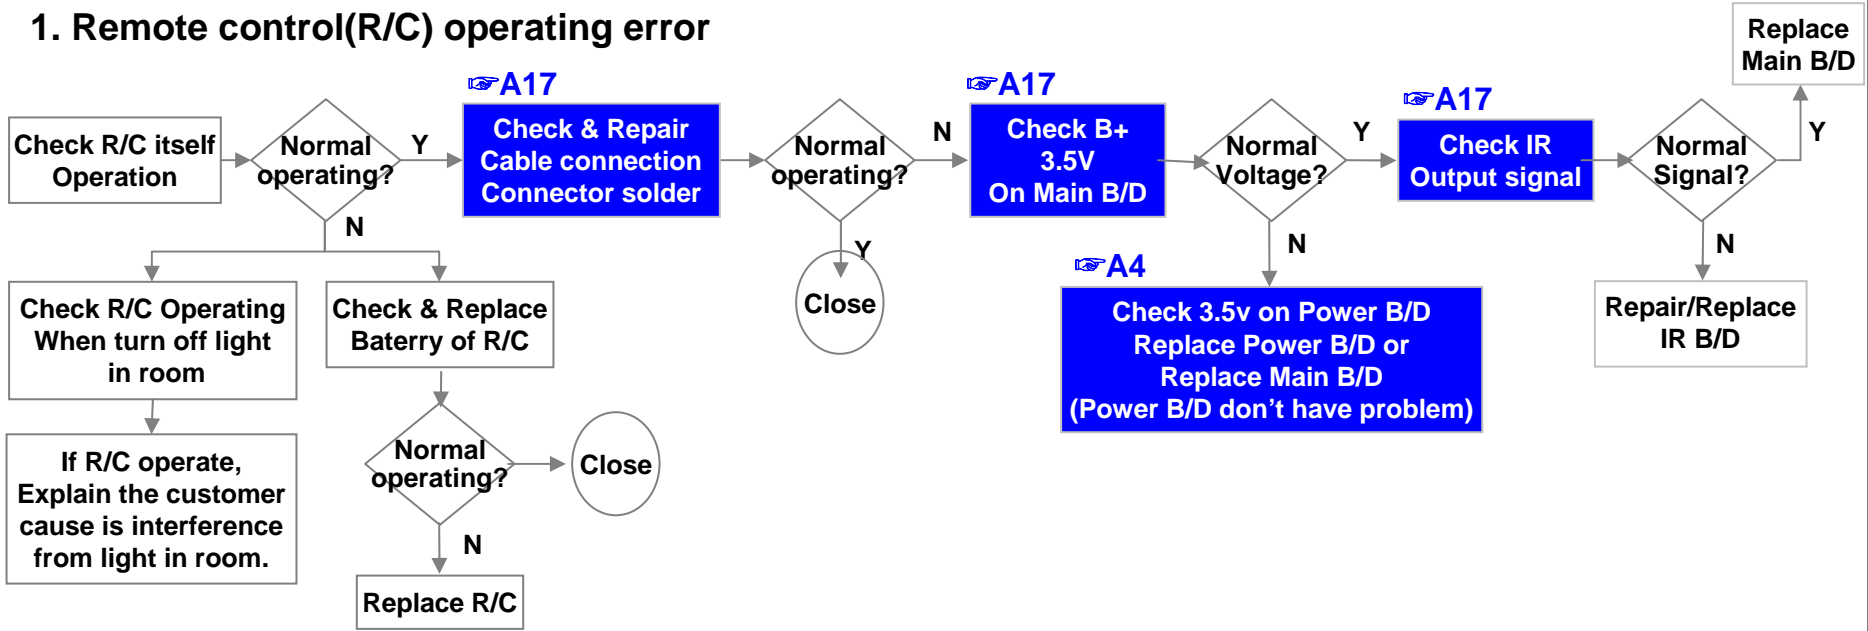 1. Remote control(R/C) operating error
Replace
Main B/D
☞A17
☞A17
☞A17
Check R/C itself
Operation
Normal
operating?
Y
Check & Repair
Cable connection
Connector solder
Normal
operating?
N
Check B+
3.5V
On Main B/D
Normal
Voltage?
Y
Check IR
Output signal
Normal
Signal?
Y
N
Y
Close
N
N
☞A4
Check R/C Operating
When turn off light
in room
Check & Replace
Baterry of R/C
Check 3.5v on Power B/D
Replace Power B/D or
Replace Main B/D
(Power B/D don't have problem)
Repair/Replace
IR B/D
If R/C operate,
Explain the customer
cause is interference
from light in room.
Normal
operating?
Close
N
Replace R/C